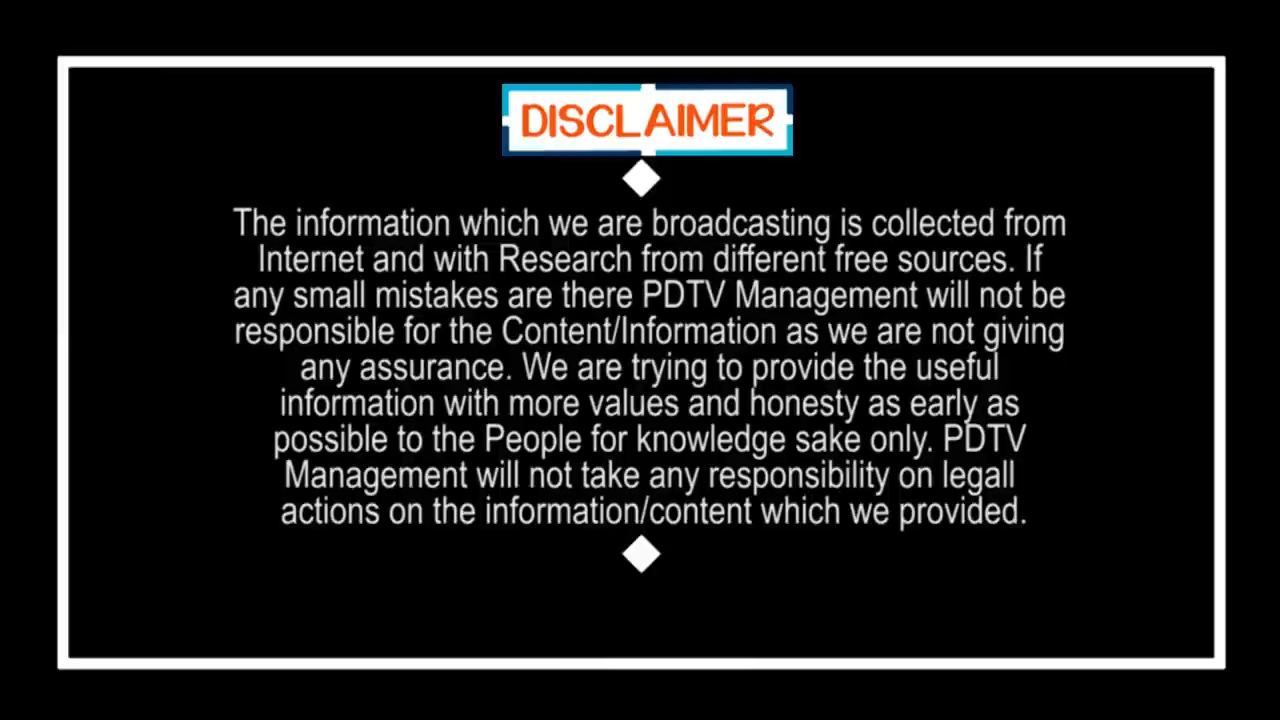 DISCLAIMER
The information which we are broadcasting is collected from
Internet and with Research from different free sources. If
any small mistakes are there PDTV Management will not be
responsible for the Content/Information as we are not giving
any assurance. We are trying to provide the useful
information with more values and honesty as early as
possible to the People for knowledge sake only. PDTV
Management will not take any responsibility on legall
actions on the information/content which we provided.